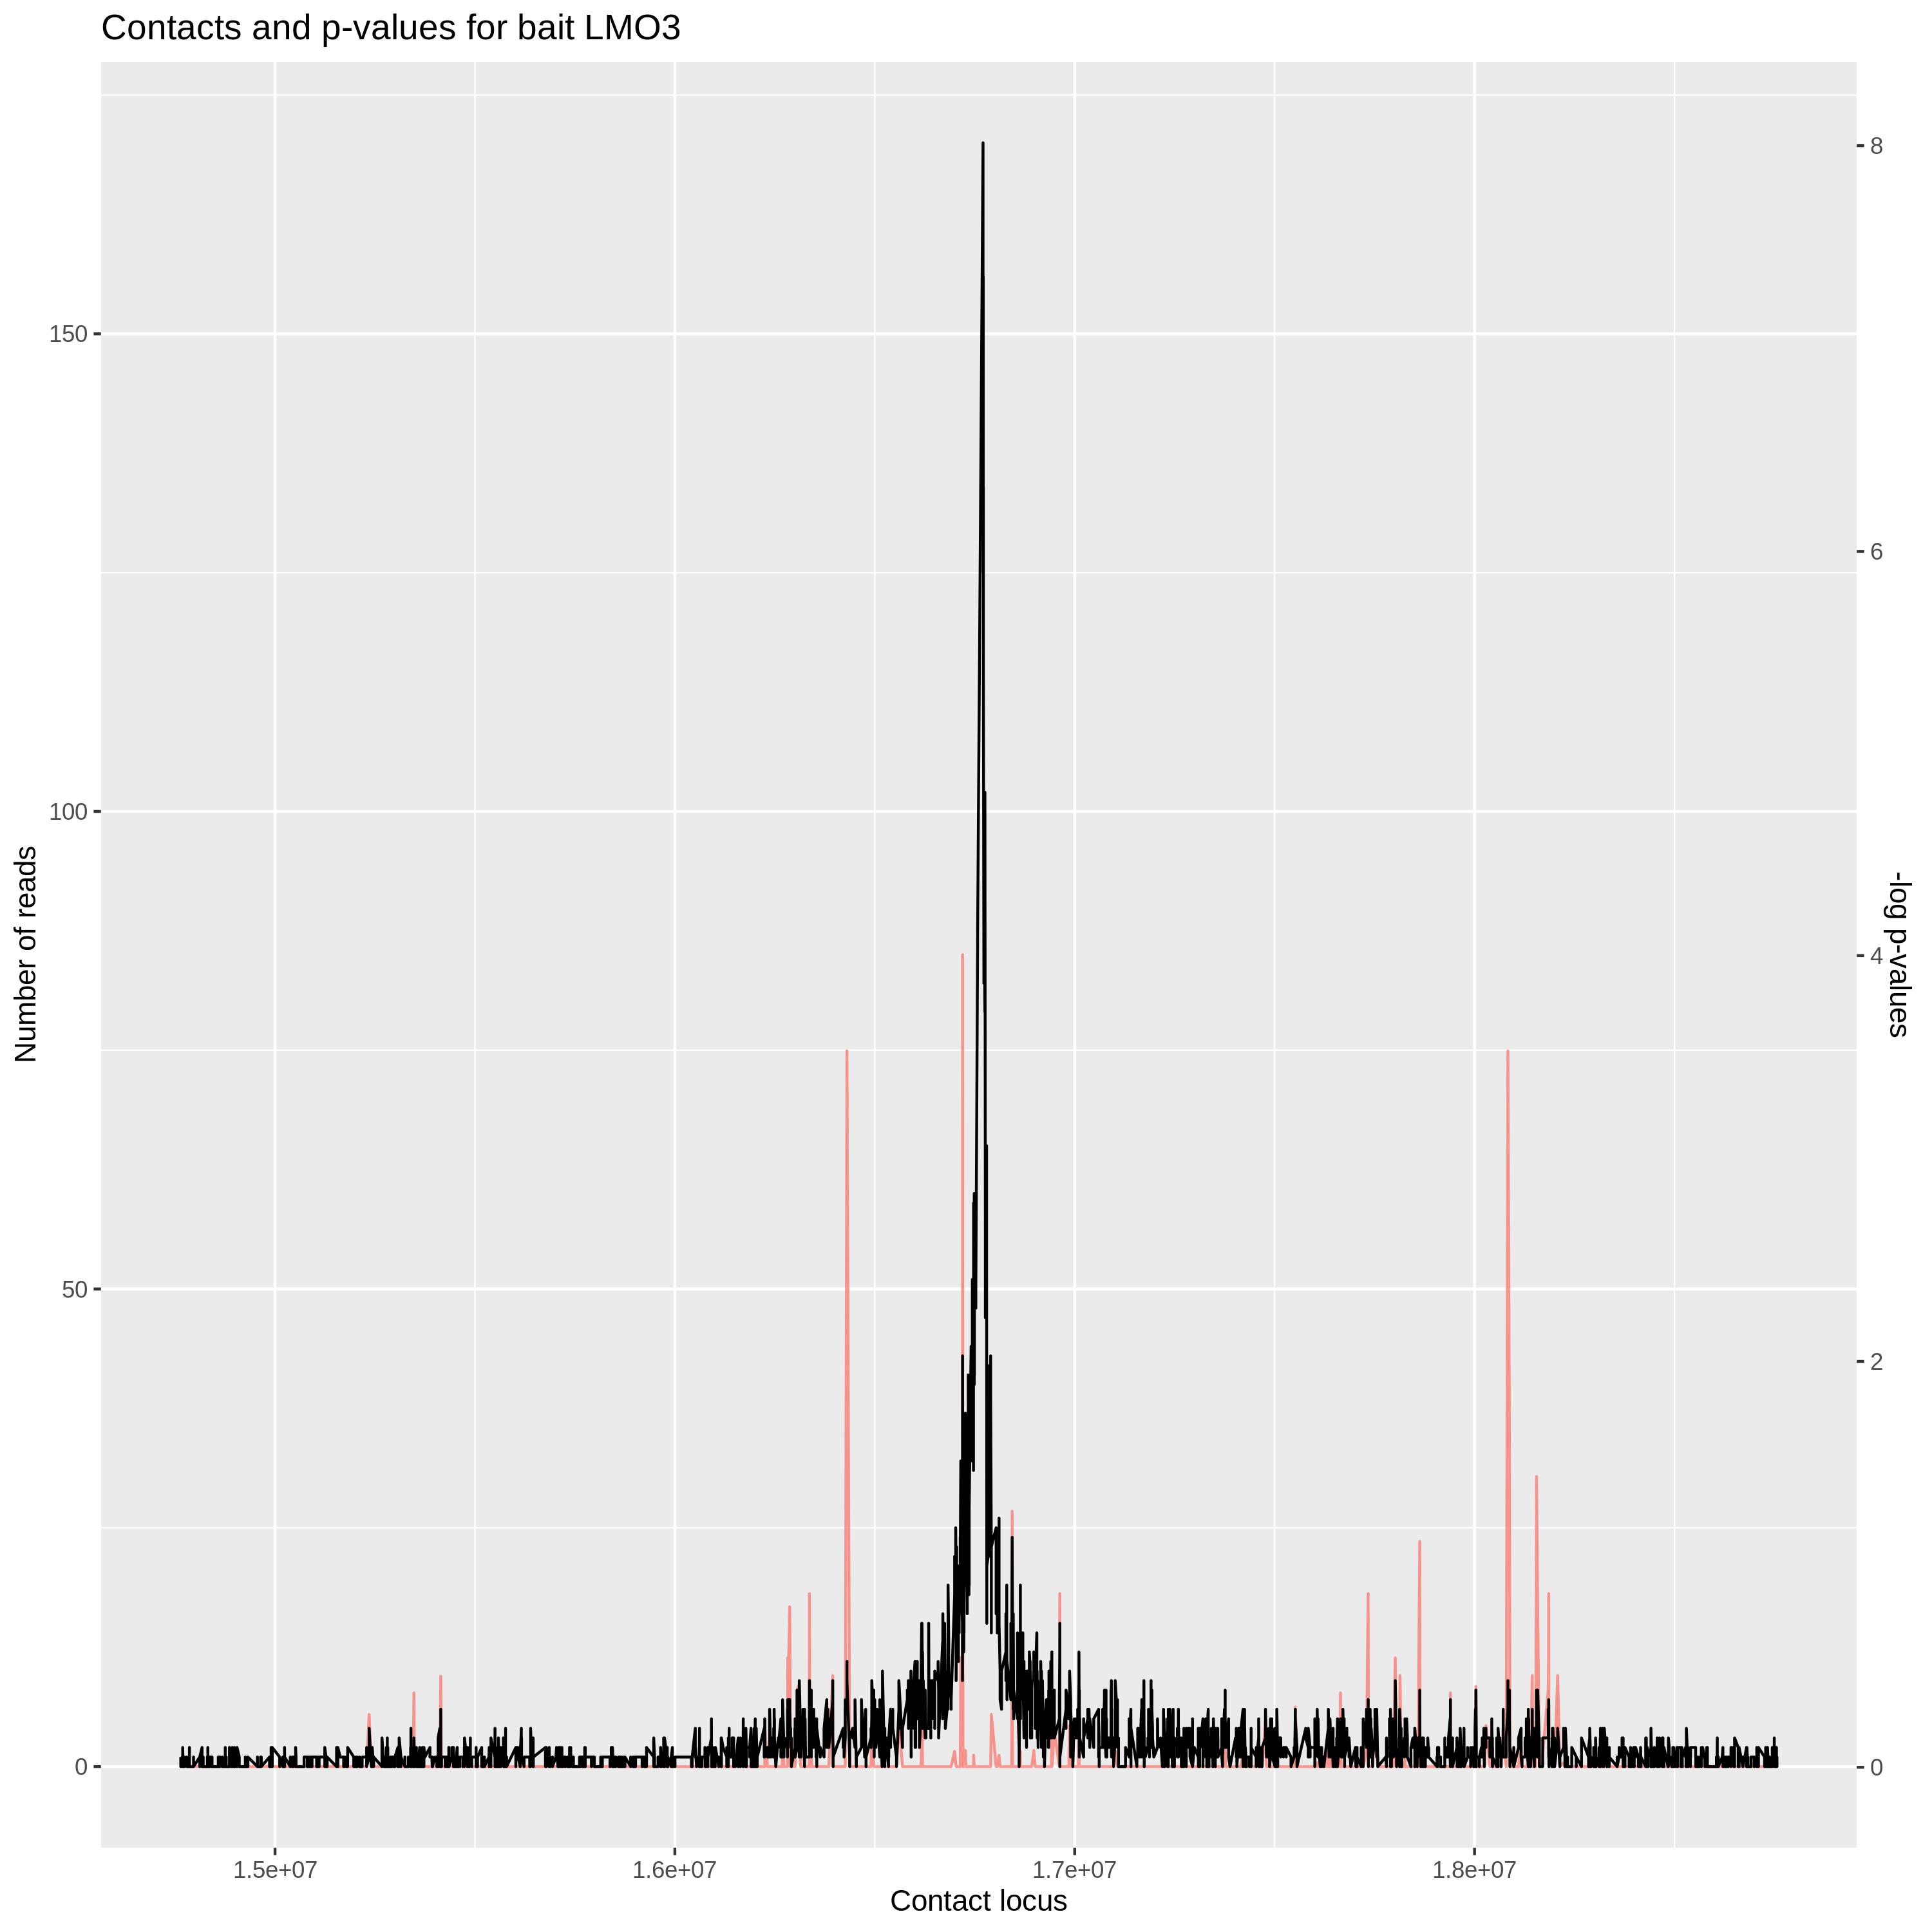 Contacts and p-values for bait LMO3
Number of reads
150
100
50
0
8
6
4
2
0
-log p-values
1.5e+07
1.6e+07
1.7e+07
1.8e+07
Contact locus